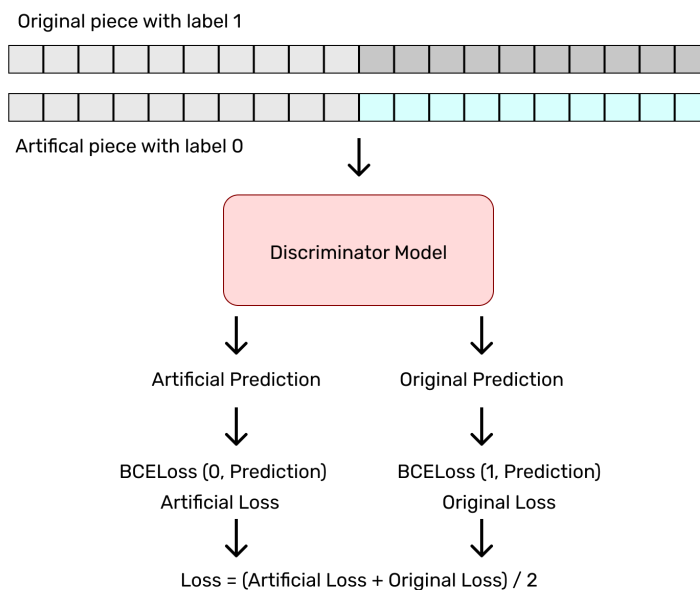 Original piece with label 1
Artifical piece with label 0
Discriminator Model
Artificial Prediction
Original Prediction
BCELoss (0, Prediction)
Artificial Loss
BCELoss (1, Prediction)
Original Loss
Loss = (Artificial Loss + Original Loss) / 2